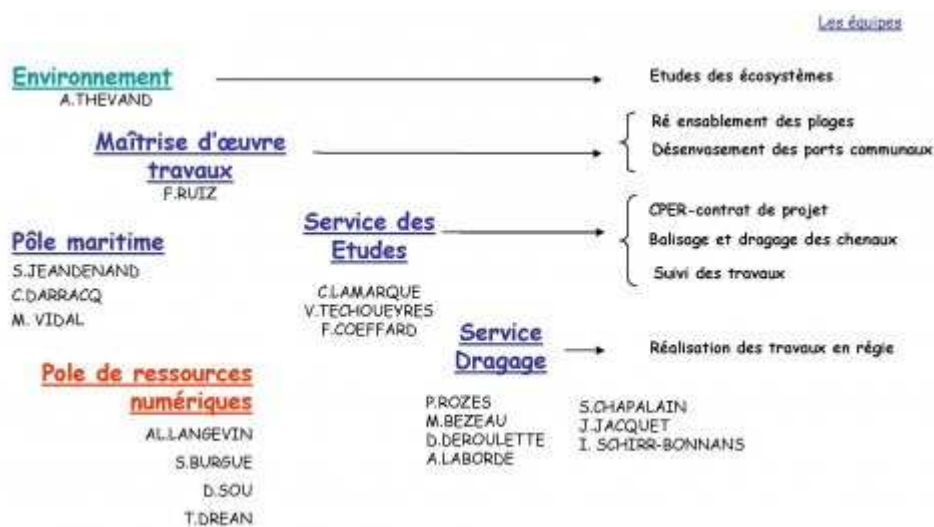 Les équipes
Environnement
A.THEVAND
Etudes des écosystèmes
Maîtrise d'œuvre
travaux
F.RUIZ
Ré ensablement des plages
Désenvasement des ports communaux
Service des
Etudes
C.LAMARQUE
V.TECHOUEYRES
F.COEFFARD
CPER-contrat de projet
Balisage et dragage des chenaux
Suivi des travaux
Pôle maritime
S.JEANDENAND
C.DARRACQ
M. VIDAL
Service
Dragage
Réalisation des travaux en régie
P.ROZES
M.BEZEAU
D.DEROULETTE
A.LABORDE
S.CHAPALAIN
J.JACQUET
I. SCHIRR-BONNANS
Pole de ressources
numériques
AL.LANGEVIN
S.BURGUE
D.SOU
T.DREAN